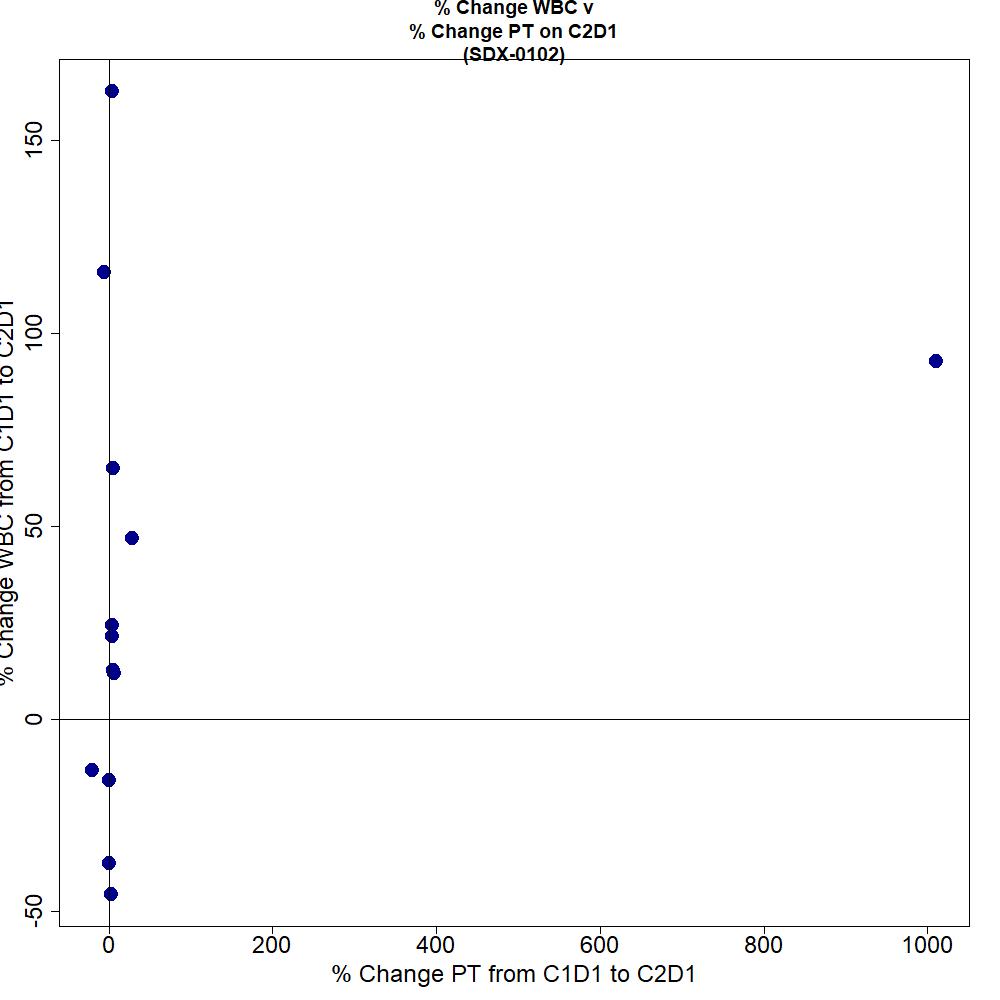 % Change WBC v
% Change PT on C2D1
(SDX-0102)
% Change WBC from C1D1 to C2D1
150
100
50
0
-50
0 200 400 600 800 1000
% Change PT from C1D1 to C2D1